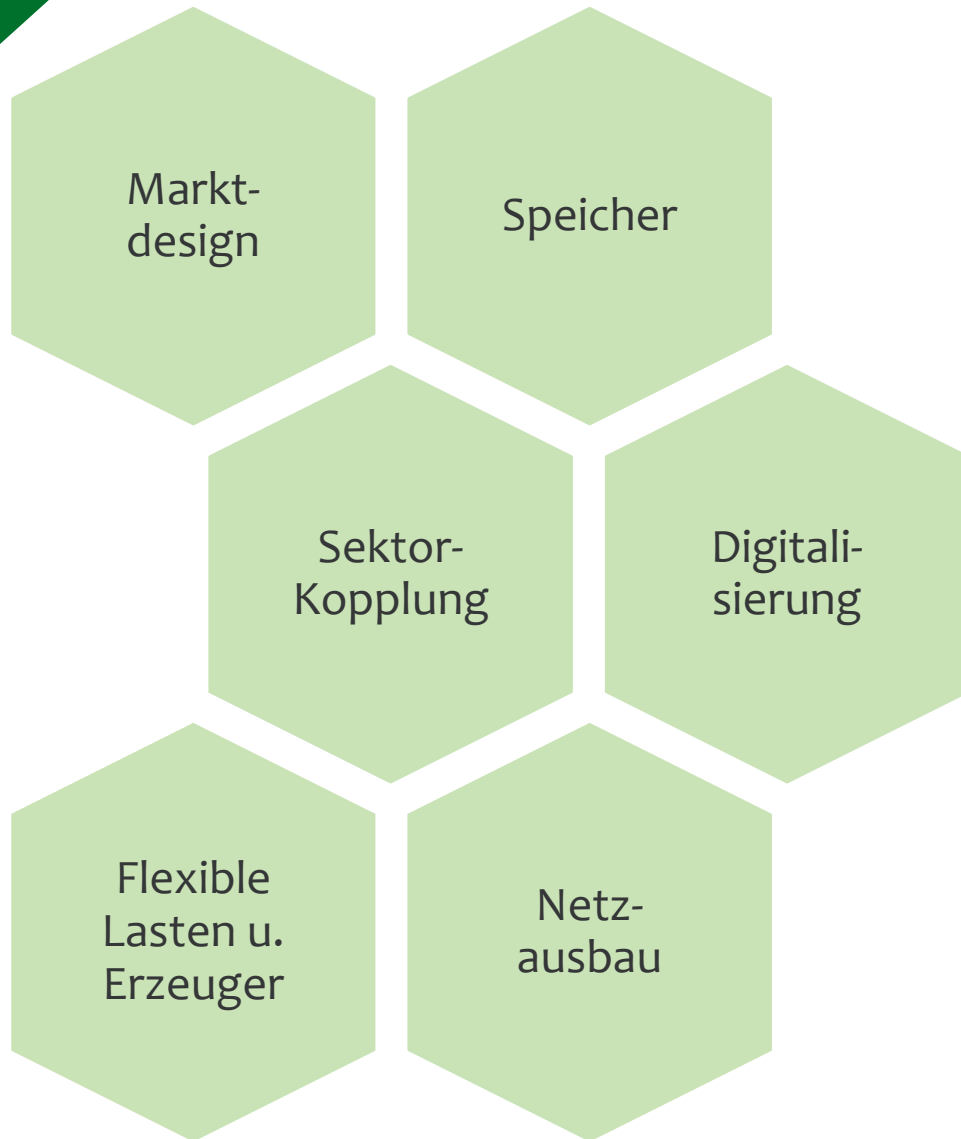 Markt-
design
Speicher
Sektor-
Kopplung
Digitali-
sierung
Flexible
Lasten u.
Erzeuger
Netz-
ausbau